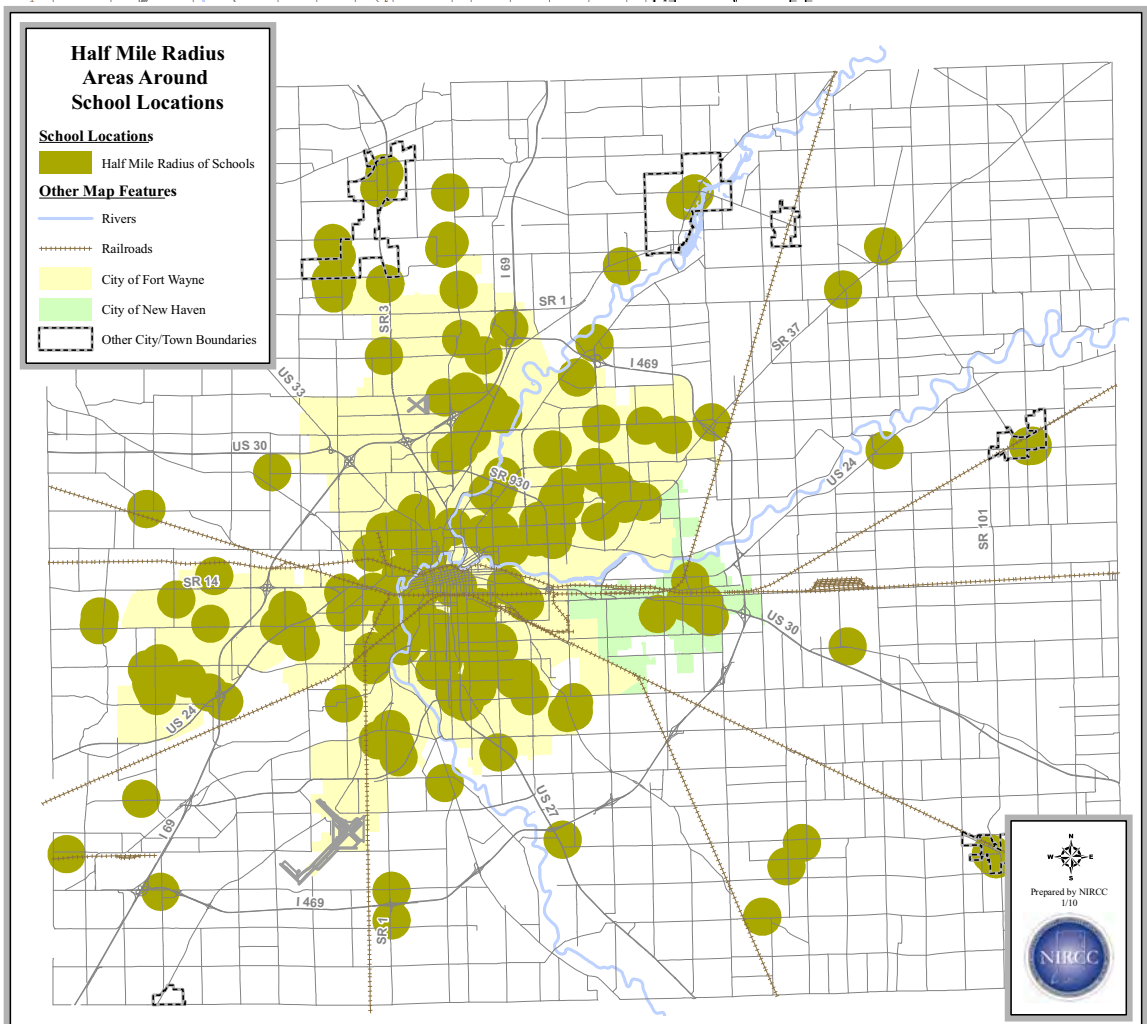 Half Mile Radius
Areas Around
School Locations
School Locations
Half Mile Radius of Schools
Other Map Features
Rivers
Railroads
City of Fort Wayne
City of New Haven
Other City/Town Boundaries
I 69
SR 1
SR 3
I 469
SR 37
US 33
US 30
SR 930
US 24
SR 101
SR 14
US 30
US 24
US 27
I 69
I 469
SR 1
N
W E
S
Prepared by NIRCC
1/10
NIRCC